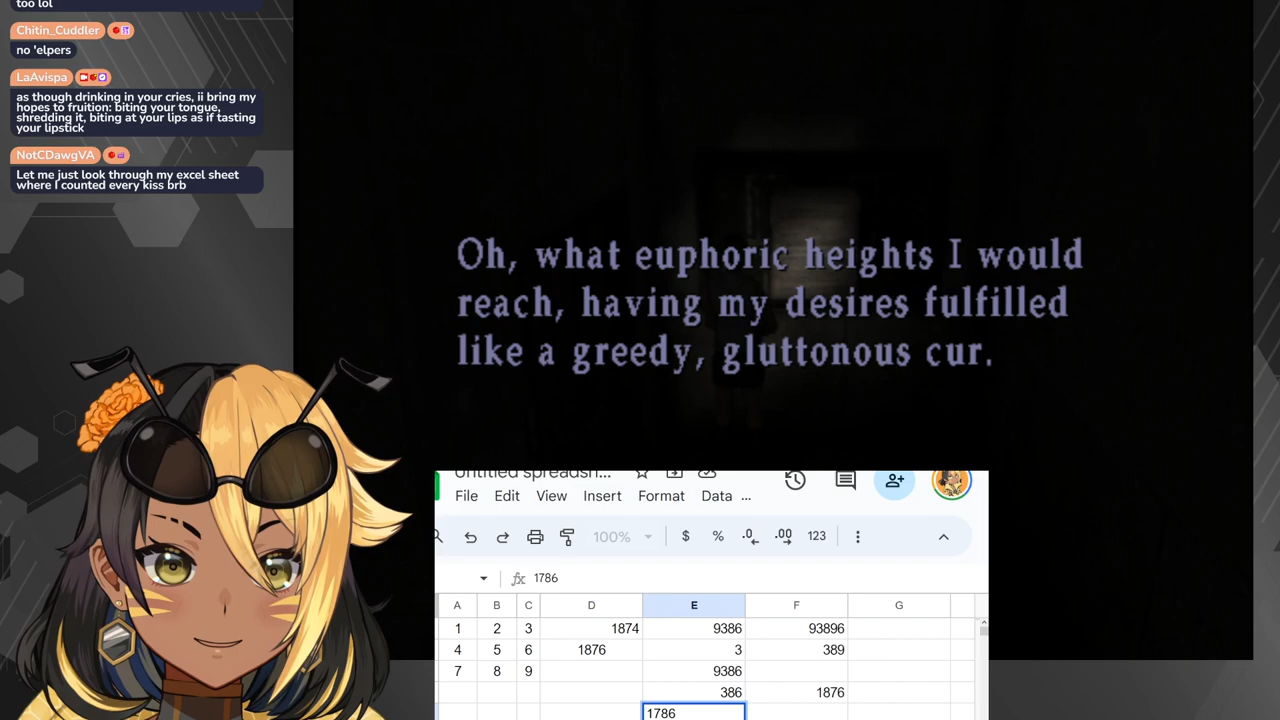 too lol
Chitin_Cuddler
no 'elpers
LaAvispa
as though drinking in your cries, ii bring my
hopes to fruition: biting your tongue,
shredding it, biting at your lips as if tasting
your lipstick
NotCDawgVA
Let me just look through my excel sheet
where I counted every kiss brb
Oh, what euphoric heights I would
reach, having my desires fulfilled
like a greedy, gluttonous cur.
Untitled spreadsh...
File Edit View Insert Format Data ...
100% $ % .0 .00 123
fx 1786
A B C D E F G
1 2 3 1874 9386 93896
4 5 6 1876 3 389
7 8 9 9386
386 1876
1786